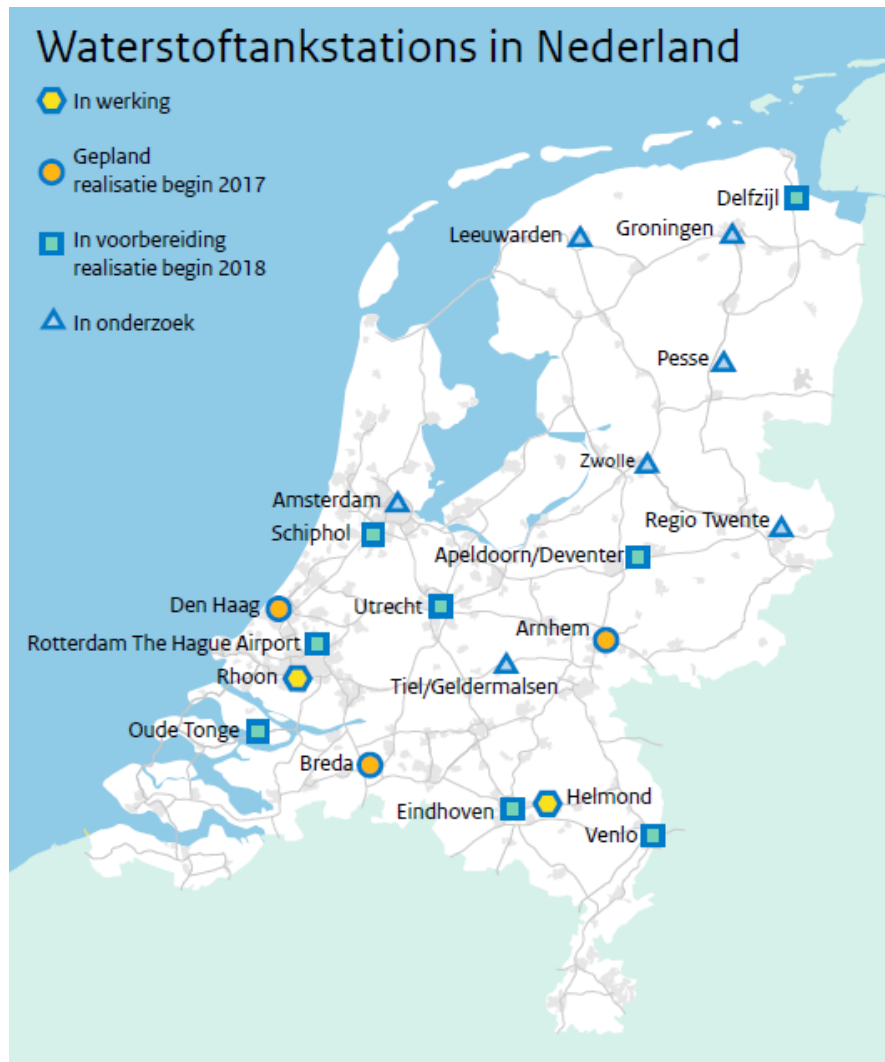 Waterstoftankstations in Nederland
In werking
Gepland
realisatie begin 2017
In voorbereiding
realisatie begin 2018
In onderzoek
Delfzijl
Groningen
Leeuwarden
Pesse
Zwolle
Amsterdam
Regio Twente
Schiphol
Apeldoorn/Deventer
Den Haag
Utrecht
Arnhem
Rotterdam The Hague Airport
Rhoon
Tiel/Geldermalsen
Oude Tonge
Breda
Helmond
Eindhoven
Venlo